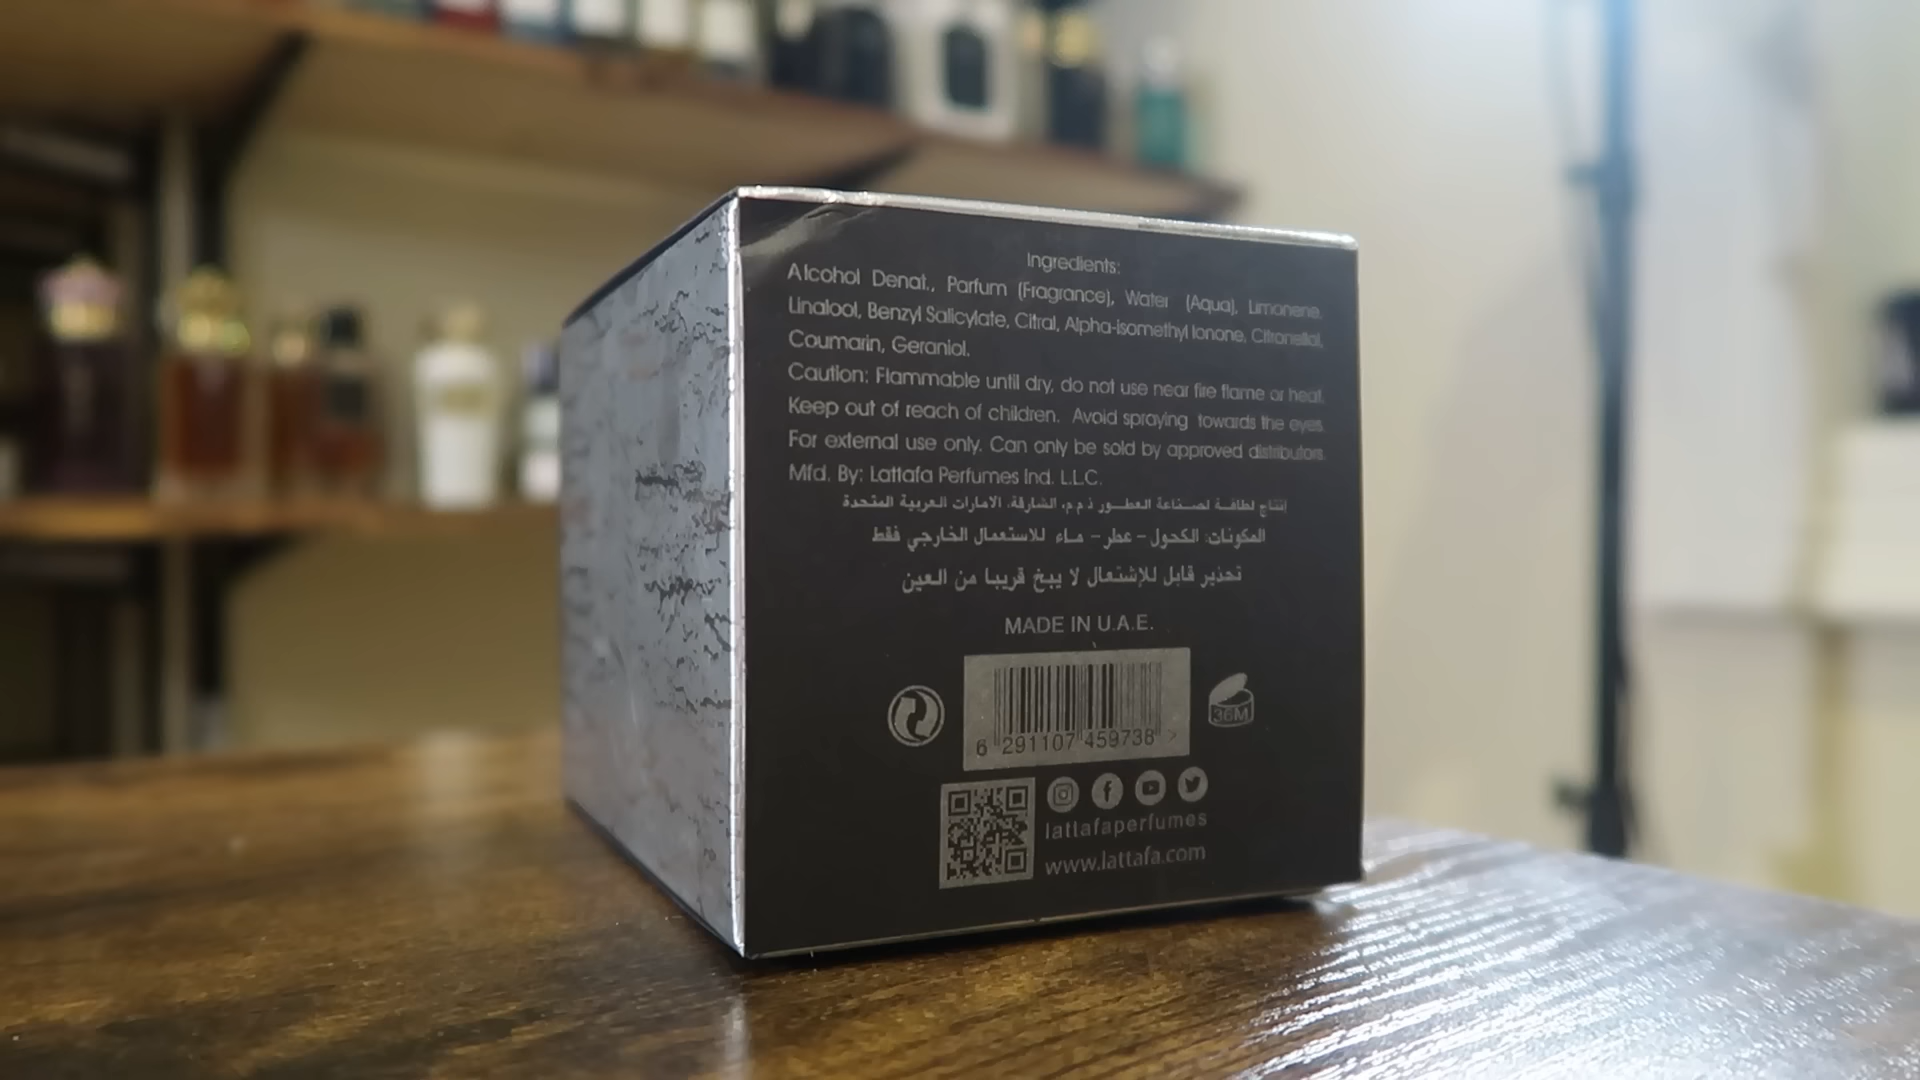 Ingredients:
Alcohol Denat., Parfum (Fragrance), Water (Aqua), Limonene,
Linalool, Benzyl Salicylate, Citral, Alpha-isomethyl Ionone, Citronellol,
Coumarin, Geraniol.
Caution: Flammable until dry, do not use near fire flame or heat.
Keep out of reach of children. Avoid spraying towards the eyes.
For external use only. Can only be sold by approved distributors.
Mfd. By: Lattafa Perfumes Ind. L.L.C.
إنتاج لطافة لصناعة العطور ذ.م.م، الشارقة، الامارات العربية المتحدة
المكونات: الكحول - عطر - ماء للاستعمال الخارجي فقط
تحذير قابل للإشتعال لا يبخ قريبا من العين
MADE IN U.A.E.
6 291107 459738 >
36M
lattafaperfumes
www.lattafa.com